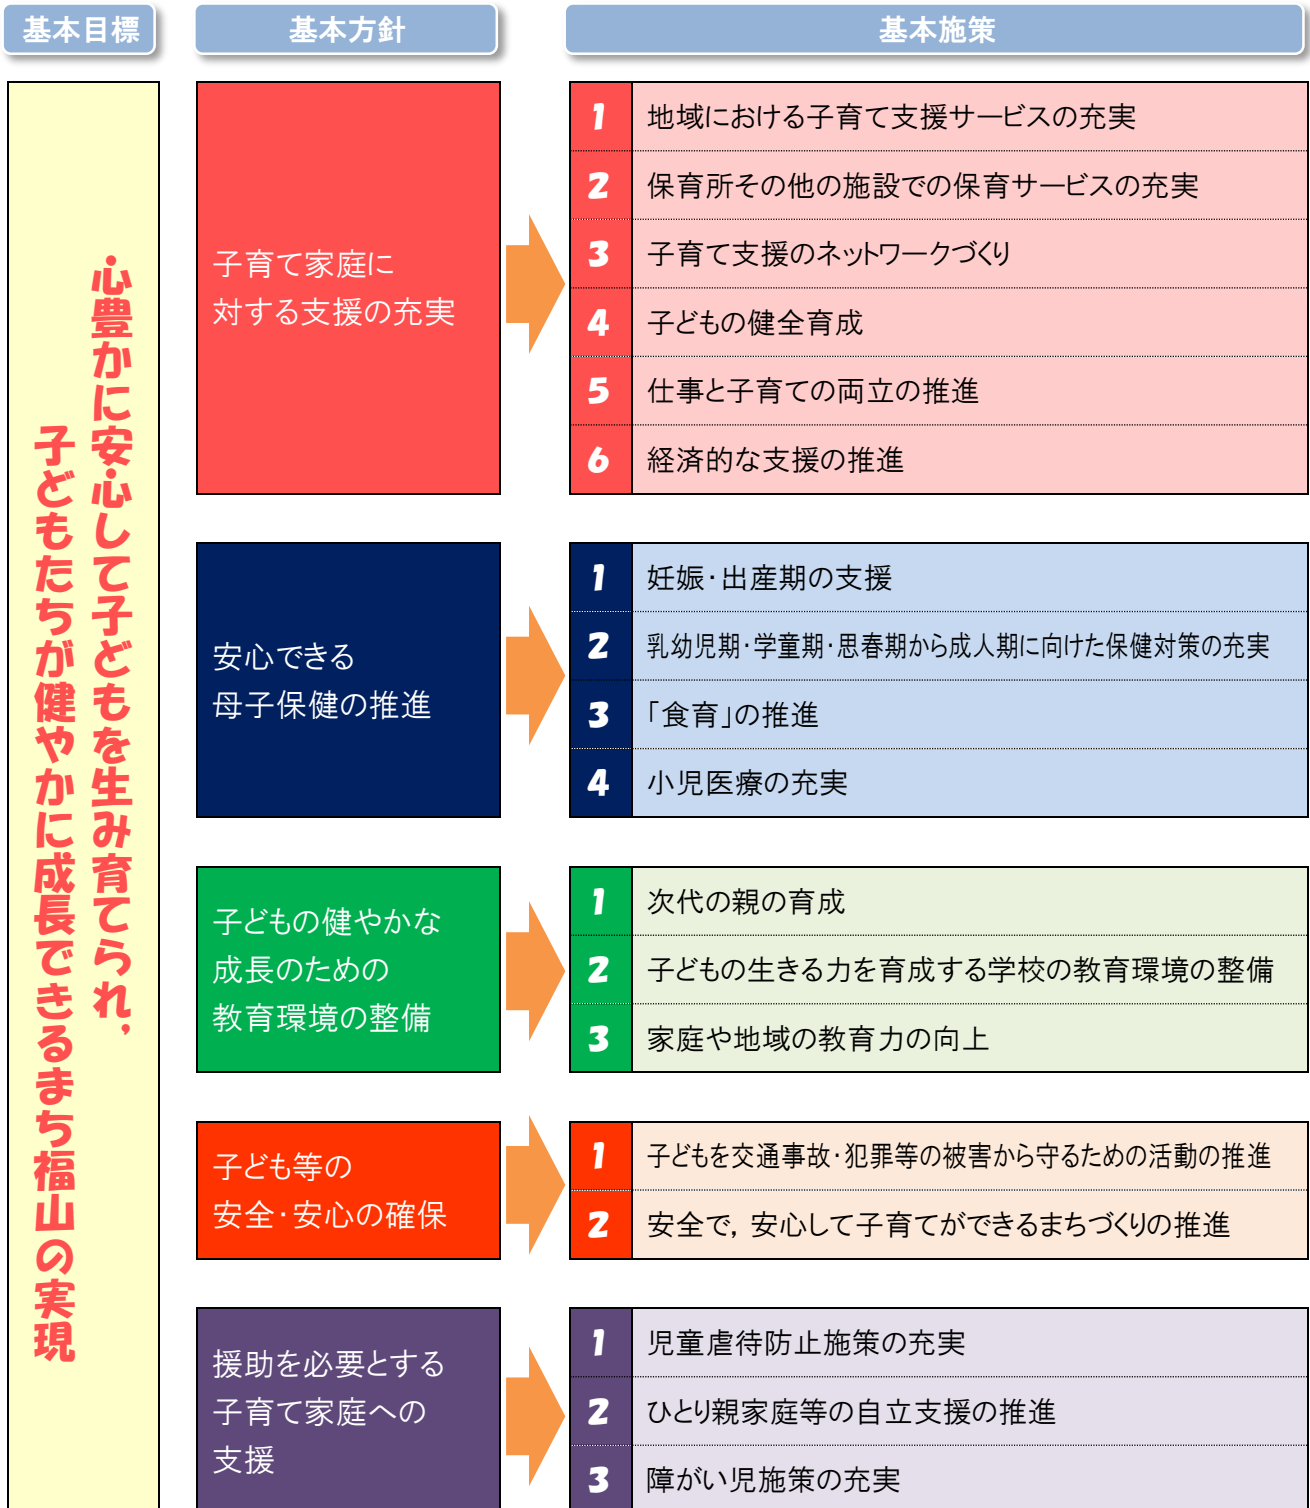 基本目標
基本方針
基本施策
心豊かに安心して子どもを生み育てられ,
子どもたちが健やかに成長できるまち福山の実現
子育て家庭に
対する支援の充実
1 地域における子育て支援サービスの充実
2 保育所その他の施設での保育サービスの充実
3 子育て支援のネットワークづくり
4 子どもの健全育成
5 仕事と子育ての両立の推進
6 経済的な支援の推進
安心できる
母子保健の推進
1 妊娠・出産期の支援
2 乳幼児期・学童期・思春期から成人期に向けた保健対策の充実
3 「食育」の推進
4 小児医療の充実
子どもの健やかな
成長のための
教育環境の整備
1 次代の親の育成
2 子どもの生きる力を育成する学校の教育環境の整備
3 家庭や地域の教育力の向上
子ども等の
安全・安心の確保
1 子どもを交通事故・犯罪等の被害から守るための活動の推進
2 安全で, 安心して子育てができるまちづくりの推進
援助を必要とする
子育て家庭への
支援
1 児童虐待防止施策の充実
2 ひとり親家庭等の自立支援の推進
3 障がい児施策の充実